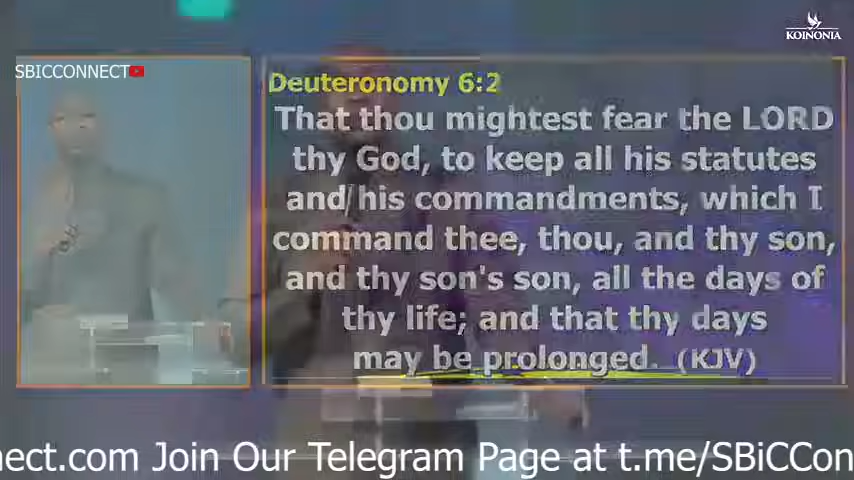 KOINONIA
SBICCONNECT
Deuteronomy 6:2
That thou mightest fear the LORD
thy God, to keep all his statutes
and his commandments, which I
command thee, thou, and thy son,
and thy son's son, all the days of
thy life; and that thy days
may be prolonged. (KJV)
nect.com Join Our Telegram Page at t.me/SBiCCon